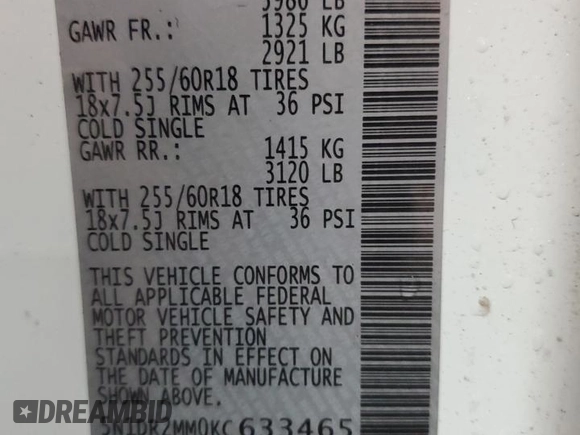 5980 LB
GAWR FR.: 1325 KG
2921 LB
WITH 255/60R18 TIRES
18x7.5J RIMS AT 36 PSI
COLD SINGLE
GAWR RR.: 1415 KG
3120 LB
WITH 255/60R18 TIRES
18x7.5J RIMS AT 36 PSI
COLD SINGLE
THIS VEHICLE CONFORMS TO
ALL APPLICABLE FEDERAL
MOTOR VEHICLE SAFETY AND
THEFT PREVENTION
STANDARDS IN EFFECT ON
THE DATE OF MANUFACTURE
5N1DR2MM0KC633465
DREAMBID